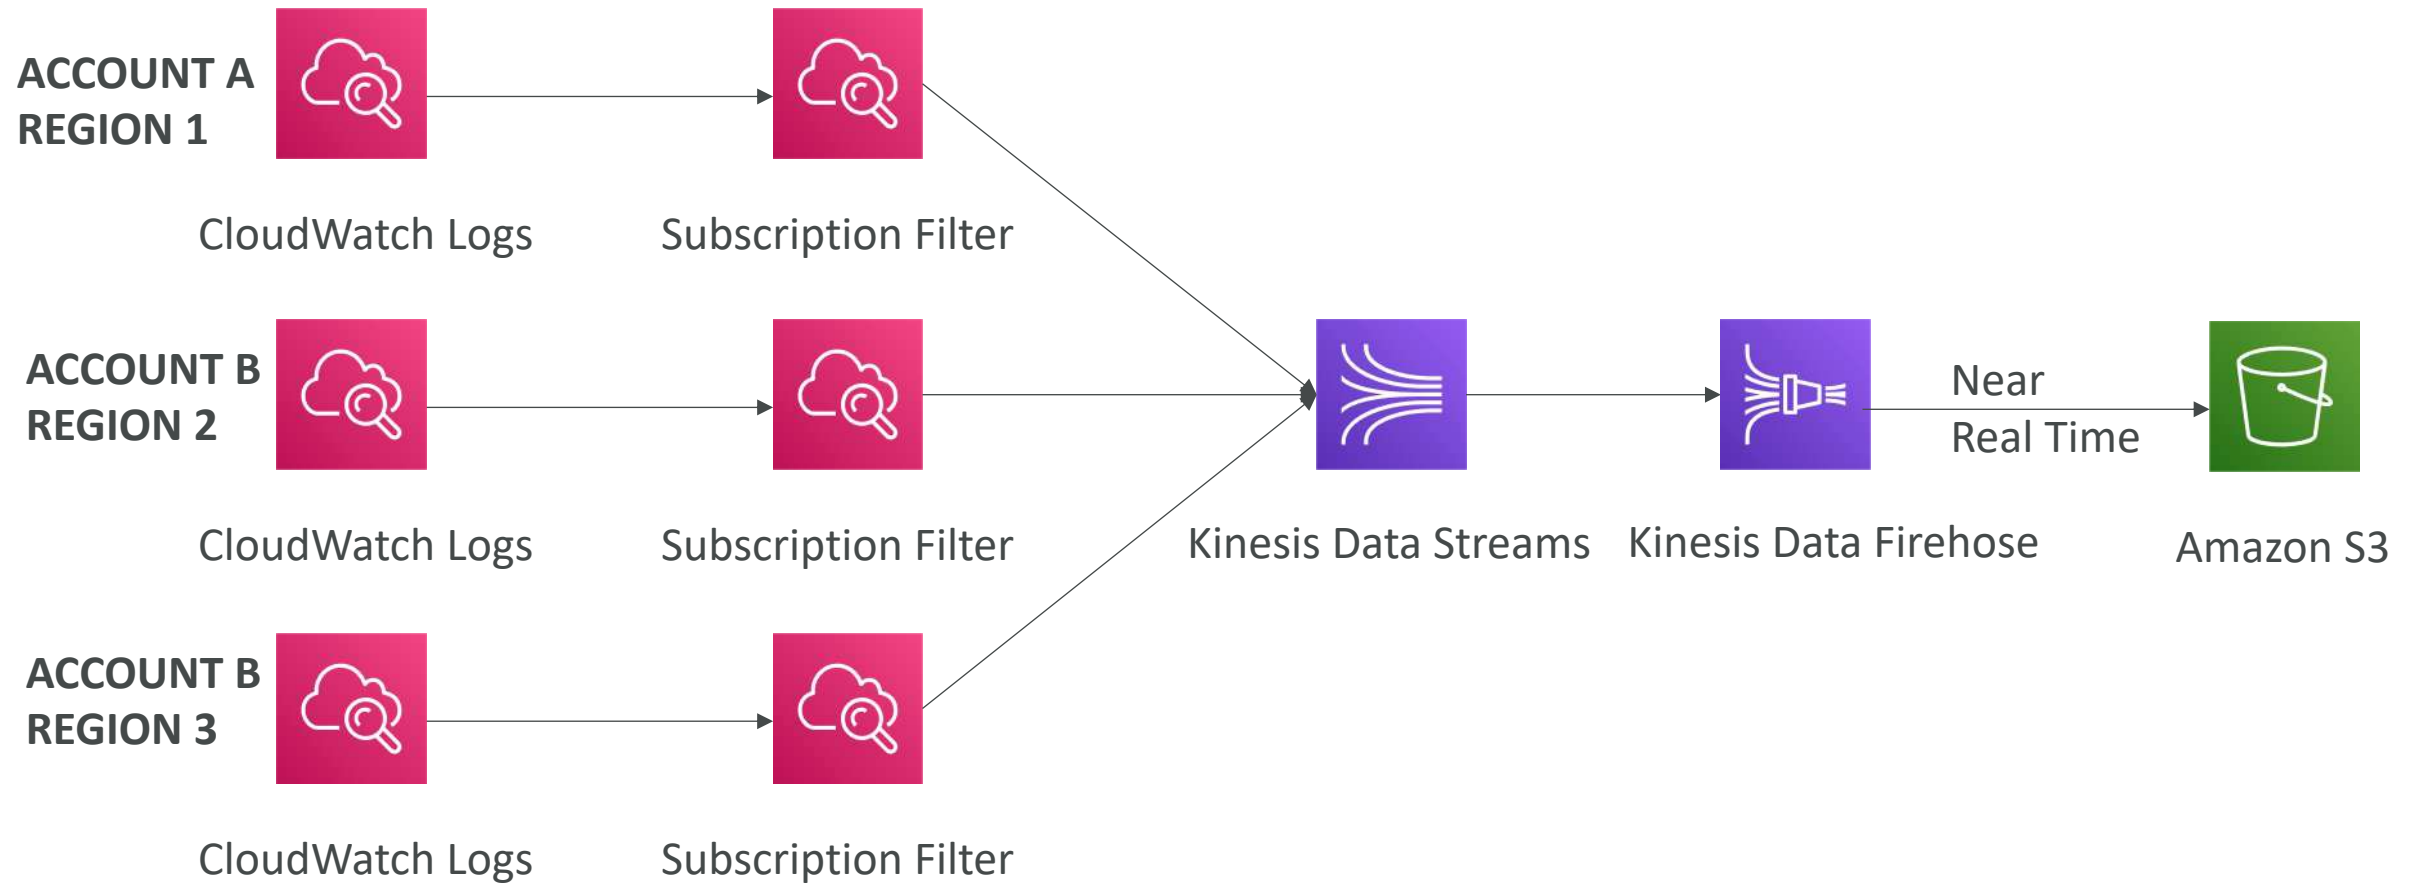 ACCOUNT A
REGION 1
CloudWatch Logs
Subscription Filter
ACCOUNT B
REGION 2
CloudWatch Logs
Subscription Filter
Kinesis Data Streams
Kinesis Data Firehose
Near
Real Time
Amazon S3
ACCOUNT B
REGION 3
CloudWatch Logs
Subscription Filter